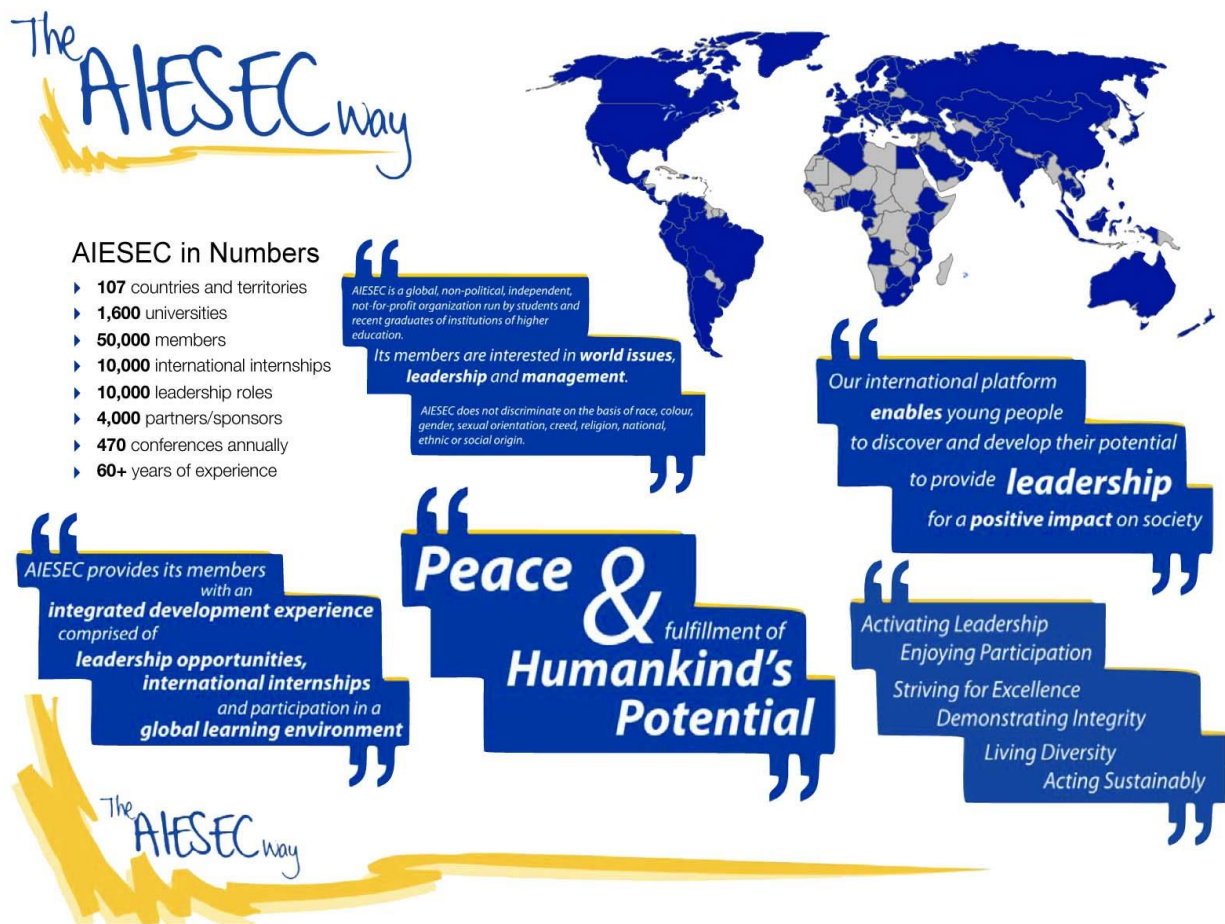 The
AIESEC way
AIESEC in Numbers
107 countries and territories
1,600 universities
50,000 members
10,000 international internships
10,000 leadership roles
4,000 partners/sponsors
470 conferences annually
60+ years of experience
AIESEC is a global, non-political, independent,
not-for-profit organization run by students and
recent graduates of institutions of higher
education.
Its members are interested in world issues,
leadership and management.
AIESEC does not discriminate on the basis of race, colour,
gender, sexual orientation, creed, religion, national,
ethnic or social origin.
Our international platform
enables young people
to discover and develop their potential
to provide leadership
for a positive impact on society
AIESEC provides its members
with an
integrated development experience
comprised of
leadership opportunities,
international internships
and participation in a
global learning environment
Peace &
fulfillment of
Humankind's
Potential
Activating Leadership
Enjoying Participation
Striving for Excellence
Demonstrating Integrity
Living Diversity
Acting Sustainably
The
AIESEC way